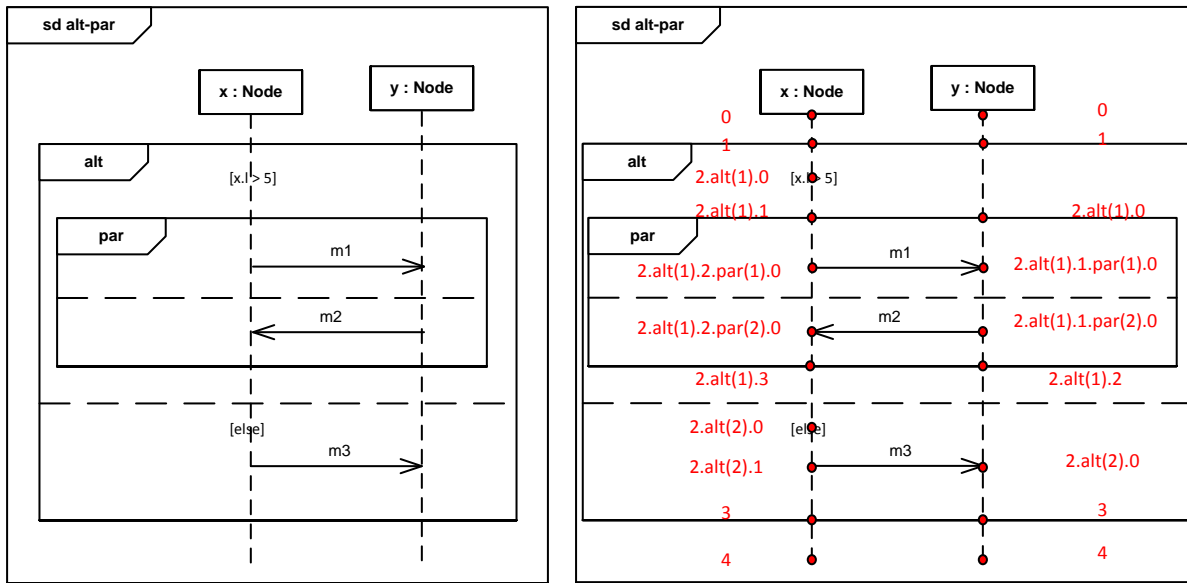 sd alt-par
x : Node
y : Node
alt
[x.l > 5]
par
m1
m2
[else]
m3
sd alt-par
x : Node
y : Node
0
0
1
1
alt
2.alt(1).0
[x.l > 5]
2.alt(1).1
2.alt(1).0
par
m1
2.alt(1).2.par(1).0
2.alt(1).1.par(1).0
m2
2.alt(1).2.par(2).0
2.alt(1).1.par(2).0
2.alt(1).3
2.alt(1).2
2.alt(2).0
[else]
m3
2.alt(2).1
2.alt(2).0
3
3
4
4